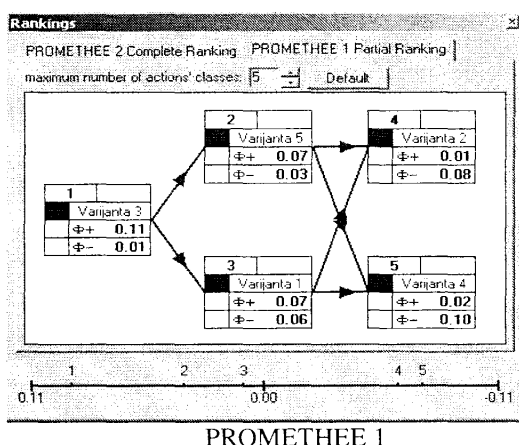 Rankings
PROMETHEE 2 Complete Ranking PROMETHEE 1 Partial Ranking
maximum number of actions' classes: 5 Default
2
Varijanta 5
Φ+ 0.07
Φ− 0.03
4
Varijanta 2
Φ+ 0.01
Φ− 0.08
1
Varijanta 3
Φ+ 0.11
Φ− 0.01
3
Varijanta 1
Φ+ 0.07
Φ− 0.06
5
Varijanta 4
Φ+ 0.02
Φ− 0.10
1 2 3 4 5
0.11 0.00 -0.11
PROMETHEE 1